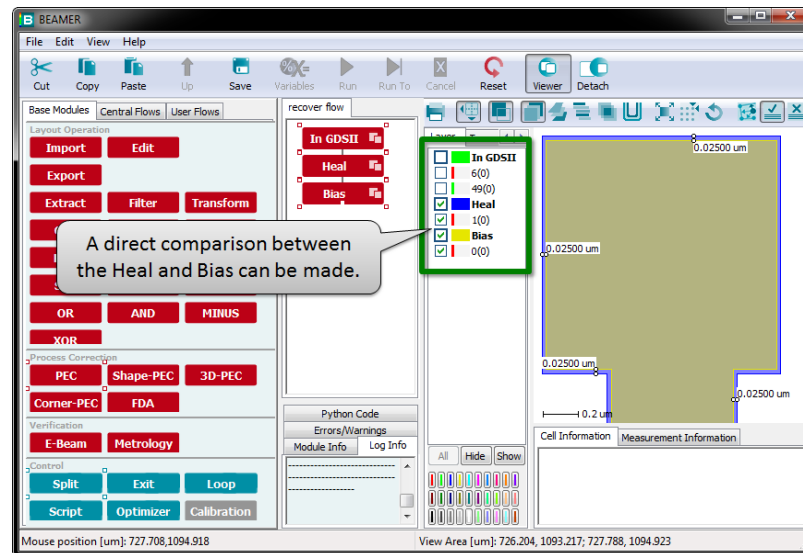 BEAMER
File Edit View Help
Cut Copy Paste Up Save Variables Run Run To Cancel Reset Viewer Detach
Base Modules Central Flows User Flows
Layout Operation
Import Edit
Export
Extract Filter Transform
OR AND MINUS
XOR
Process Correction
PEC Shape-PEC 3D-PEC
Corner-PEC FDA
Verification
E-Beam Metrology
Control
Split Exit Loop
Script Optimizer Calibration
recover flow
In GDSII
Heal
Bias
A direct comparison between
the Heal and Bias can be made.
Python Code
Errors/Warnings
Module Info Log Info
In GDSII
6(0)
49(0)
Heal
1(0)
Bias
0(0)
All Hide Show
0.02500 um
0.02500 um
0.02500 um
0.02500 um
0.2 um
Cell Information Measurement Information
Mouse position [um]: 727.708,1094.918
View Area [um]: 726.204, 1093.217; 727.788, 1094.923